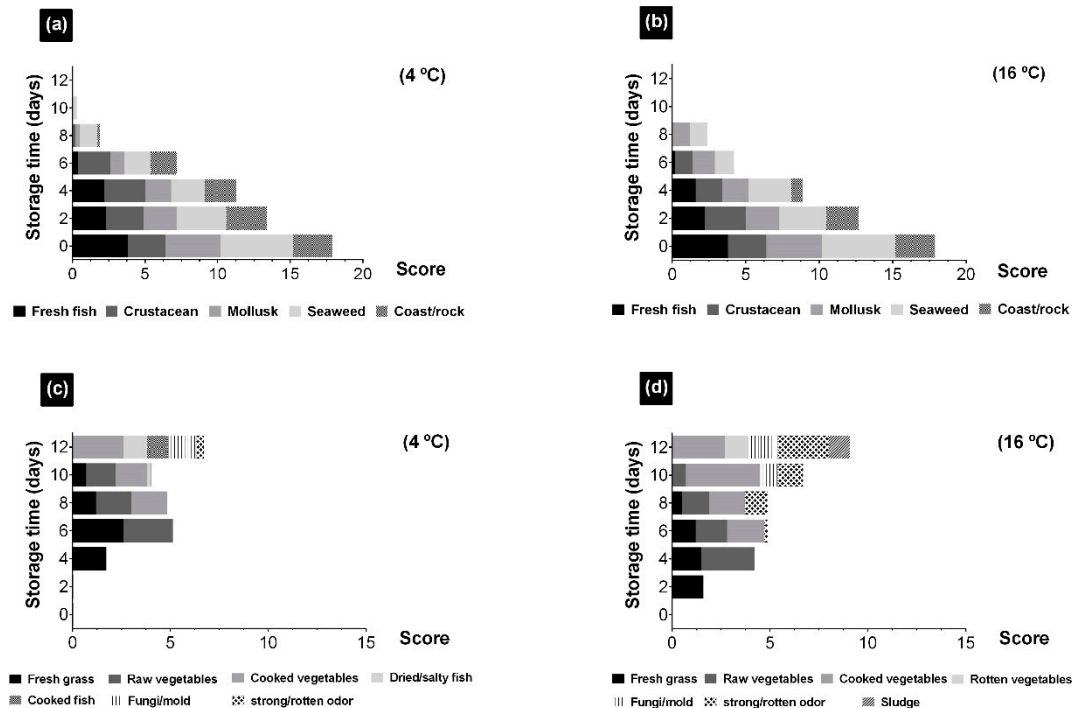 (a)
(4 ºC)
Storage time (days)
12
10
8
6
4
2
0
0 5 10 15 20
Score
Fresh fish Crustacean Mollusk Seaweed Coast/rock
(b)
(16 ºC)
Storage time (days)
12
10
8
6
4
2
0
0 5 10 15 20
Score
Fresh fish Crustacean Mollusk Seaweed Coast/rock
(c)
(4 ºC)
Storage time (days)
12
10
8
6
4
2
0
0 5 10 15
Score
Fresh grass Raw vegetables Cooked vegetables Dried/salty fish
Cooked fish Fungi/mold strong/rotten odor
(d)
(16 ºC)
Storage time (days)
12
10
8
6
4
2
0
0 5 10 15
Score
Fresh grass Raw vegetables Cooked vegetables Rotten vegetables
Fungi/mold strong/rotten odor Sludge